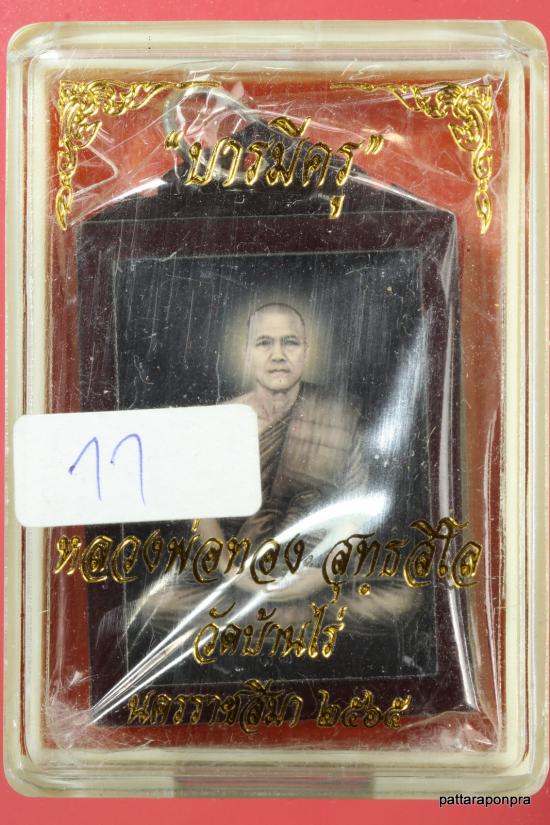 "บารมีครู"
11
หลวงพ่อทอง สุทฺธสีโล
วัดบ้านไร่
นครราชสีมา ๒๕๖๕
pattaraponpra